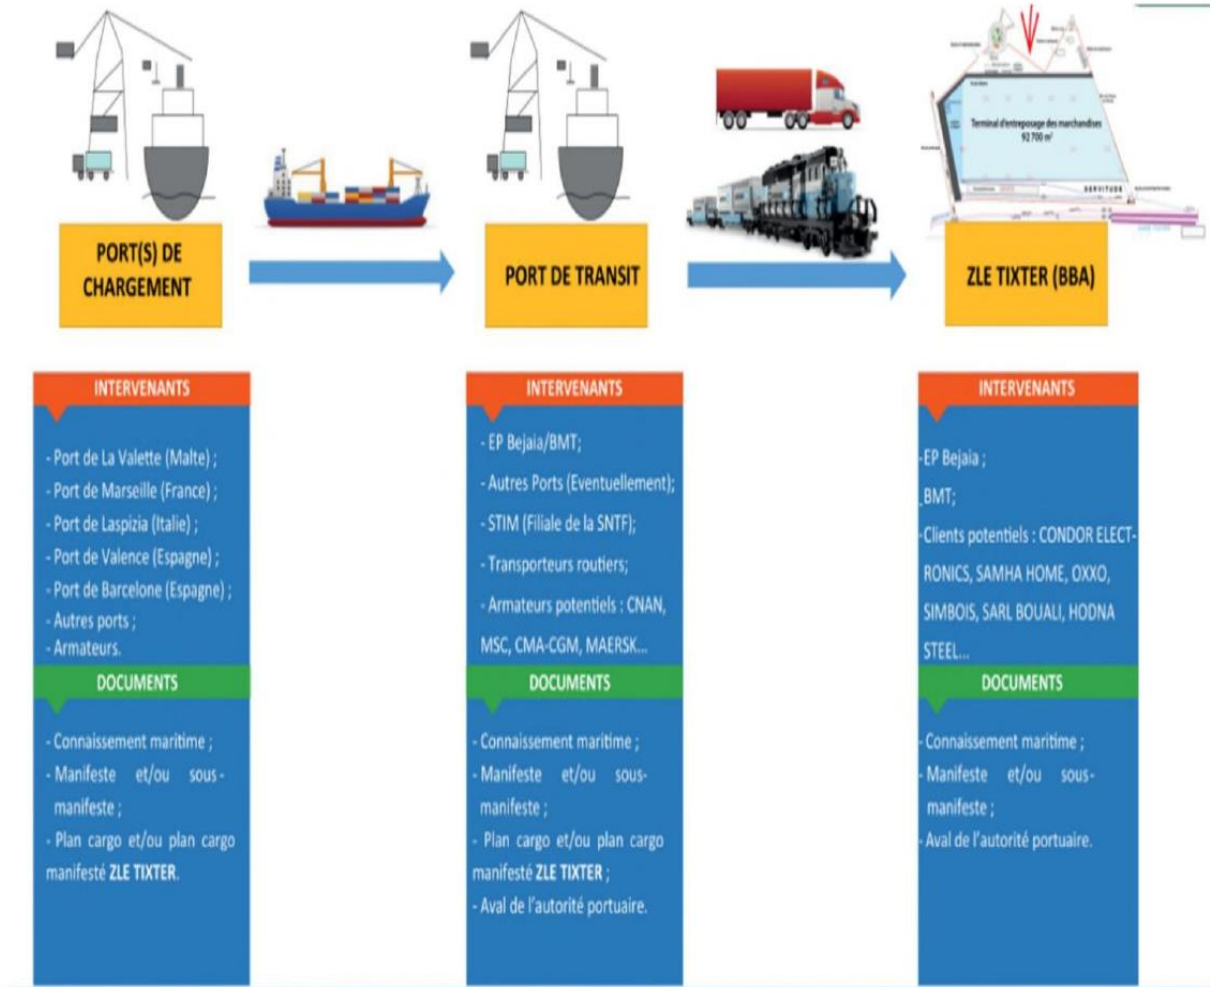 Terminal d'entreposage des marchandises
92 700 m²
SERVITUDE
PORT(S) DE
CHARGEMENT
PORT DE TRANSIT
ZLE TIXTER (BBA)
INTERVENANTS
- Port de La Valette (Malte) ;
- Port de Marseille (France) ;
- Port de Laspizia (Italie) ;
- Port de Valence (Espagne) ;
- Port de Barcelone (Espagne) ;
- Autres ports ;
- Armateurs.
DOCUMENTS
- Connaissement maritime ;
- Manifeste et/ou sous-
manifeste ;
- Plan cargo et/ou plan cargo
manifesté ZLE TIXTER.
INTERVENANTS
- EP Bejaia/BMT;
- Autres Ports (Eventuellement);
- STIM (Filiale de la SNTF);
- Transporteurs routiers;
- Armateurs potentiels : CNAN,
MSC, CMA-CGM, MAERSK...
DOCUMENTS
- Connaissement maritime ;
- Manifeste et/ou sous-
manifeste ;
- Plan cargo et/ou plan cargo
manifesté ZLE TIXTER ;
- Aval de l'autorité portuaire.
INTERVENANTS
- EP Bejaia ;
- BMT;
- Clients potentiels : CONDOR ELECT-
RONICS, SAMHA HOME, OXXO,
SIMBOIS, SARL BOUALI, HODNA
STEEL...
DOCUMENTS
- Connaissement maritime ;
- Manifeste et/ou sous-
manifeste ;
- Aval de l'autorité portuaire.